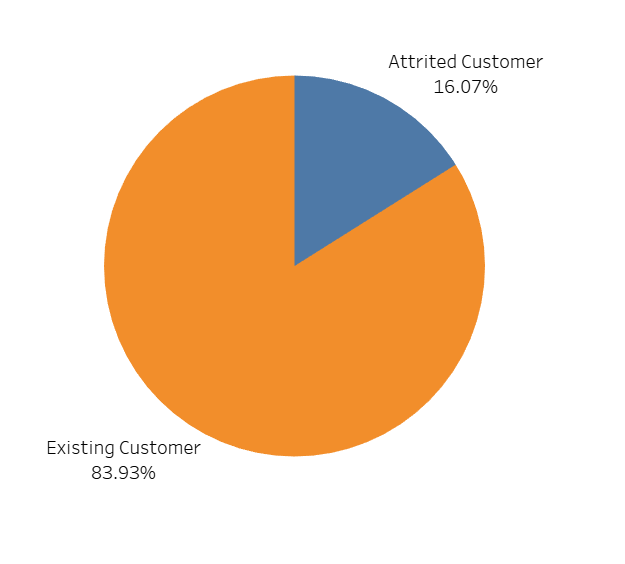 Attrited Customer
16.07%
Existing Customer
83.93%